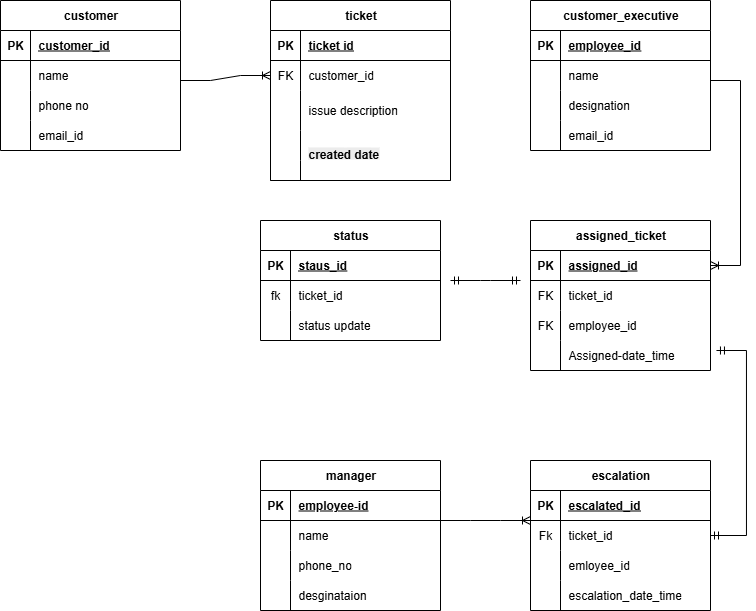 customer
PK customer_id
name
phone no
email_id
ticket
PK ticket id
FK customer_id
issue description
created date
customer_executive
PK employee_id
name
designation
email_id
status
PK staus_id
fk ticket_id
status update
assigned_ticket
PK assigned_id
FK ticket_id
FK employee_id
Assigned-date_time
manager
PK employee-id
name
phone_no
desginataion
escalation
PK escalated_id
Fk ticket_id
emloyee_id
escalation_date_time